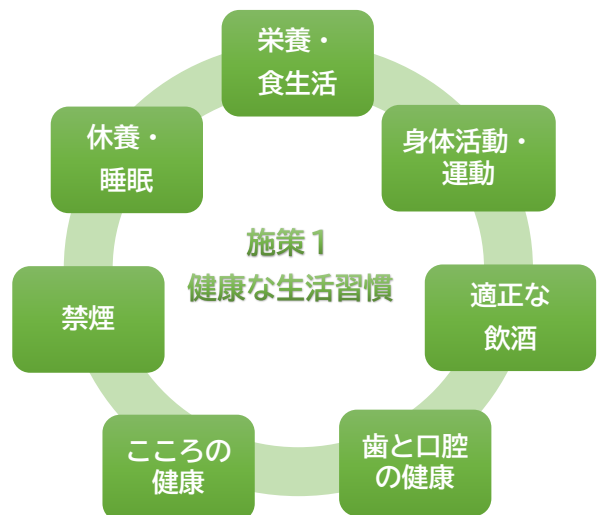 栄養・
食生活
身体活動・
運動
適正な
飲酒
歯と口腔
の健康
こころの
健康
禁煙
休養・
睡眠
施策１
健康な生活習慣